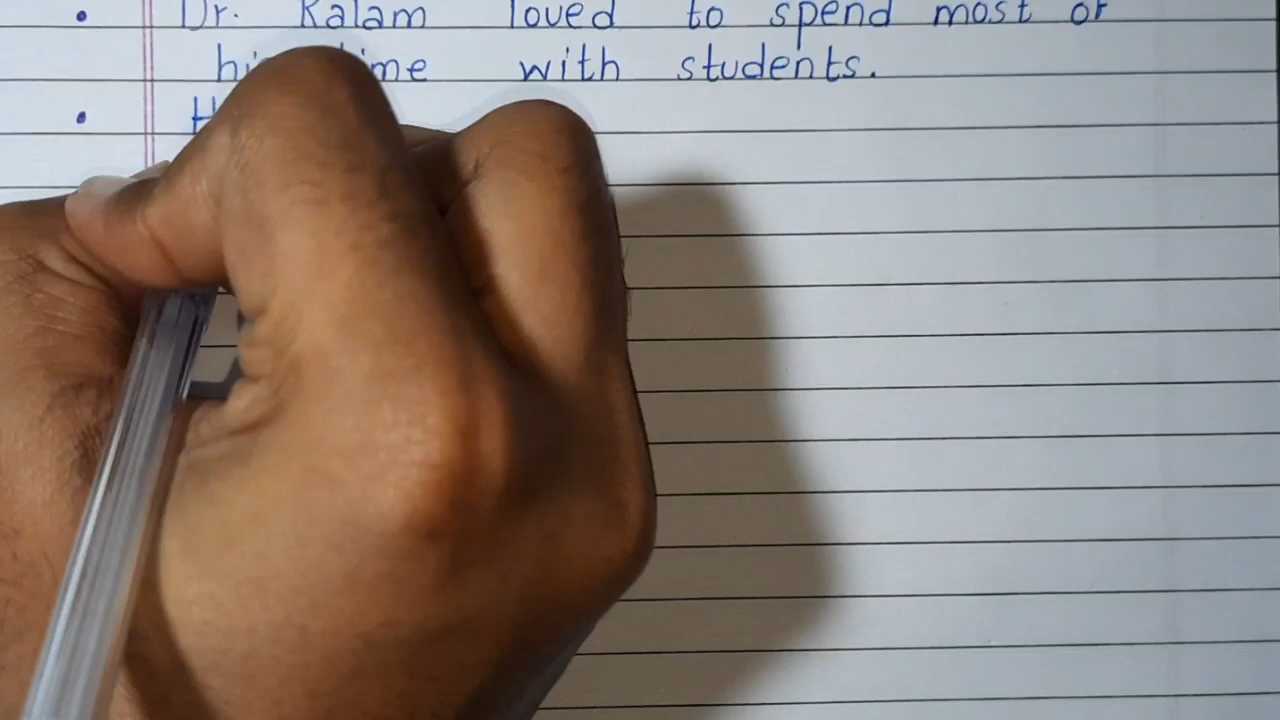 • Dr. Kalam loved to spend most of
with students.
• H